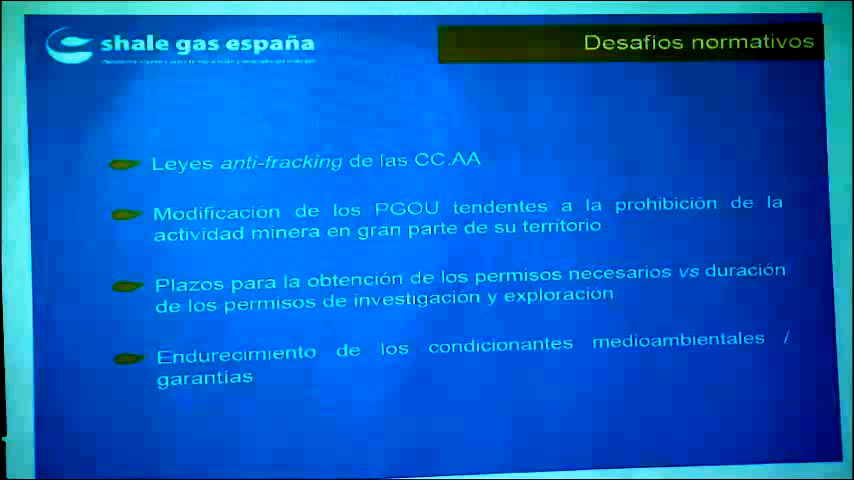 shale gas españa
Desafios normativos
Leyes anti-fracking de las CC.AA
Modificación de los PGOU tendentes a la prohibición de la
actividad minera en gran parte de su territorio
Plazos para la obtención de los permisos necesarios vs duración
de los permisos de investigación y exploración
Endurecimiento de los condicionantes medioambientales /
garantías